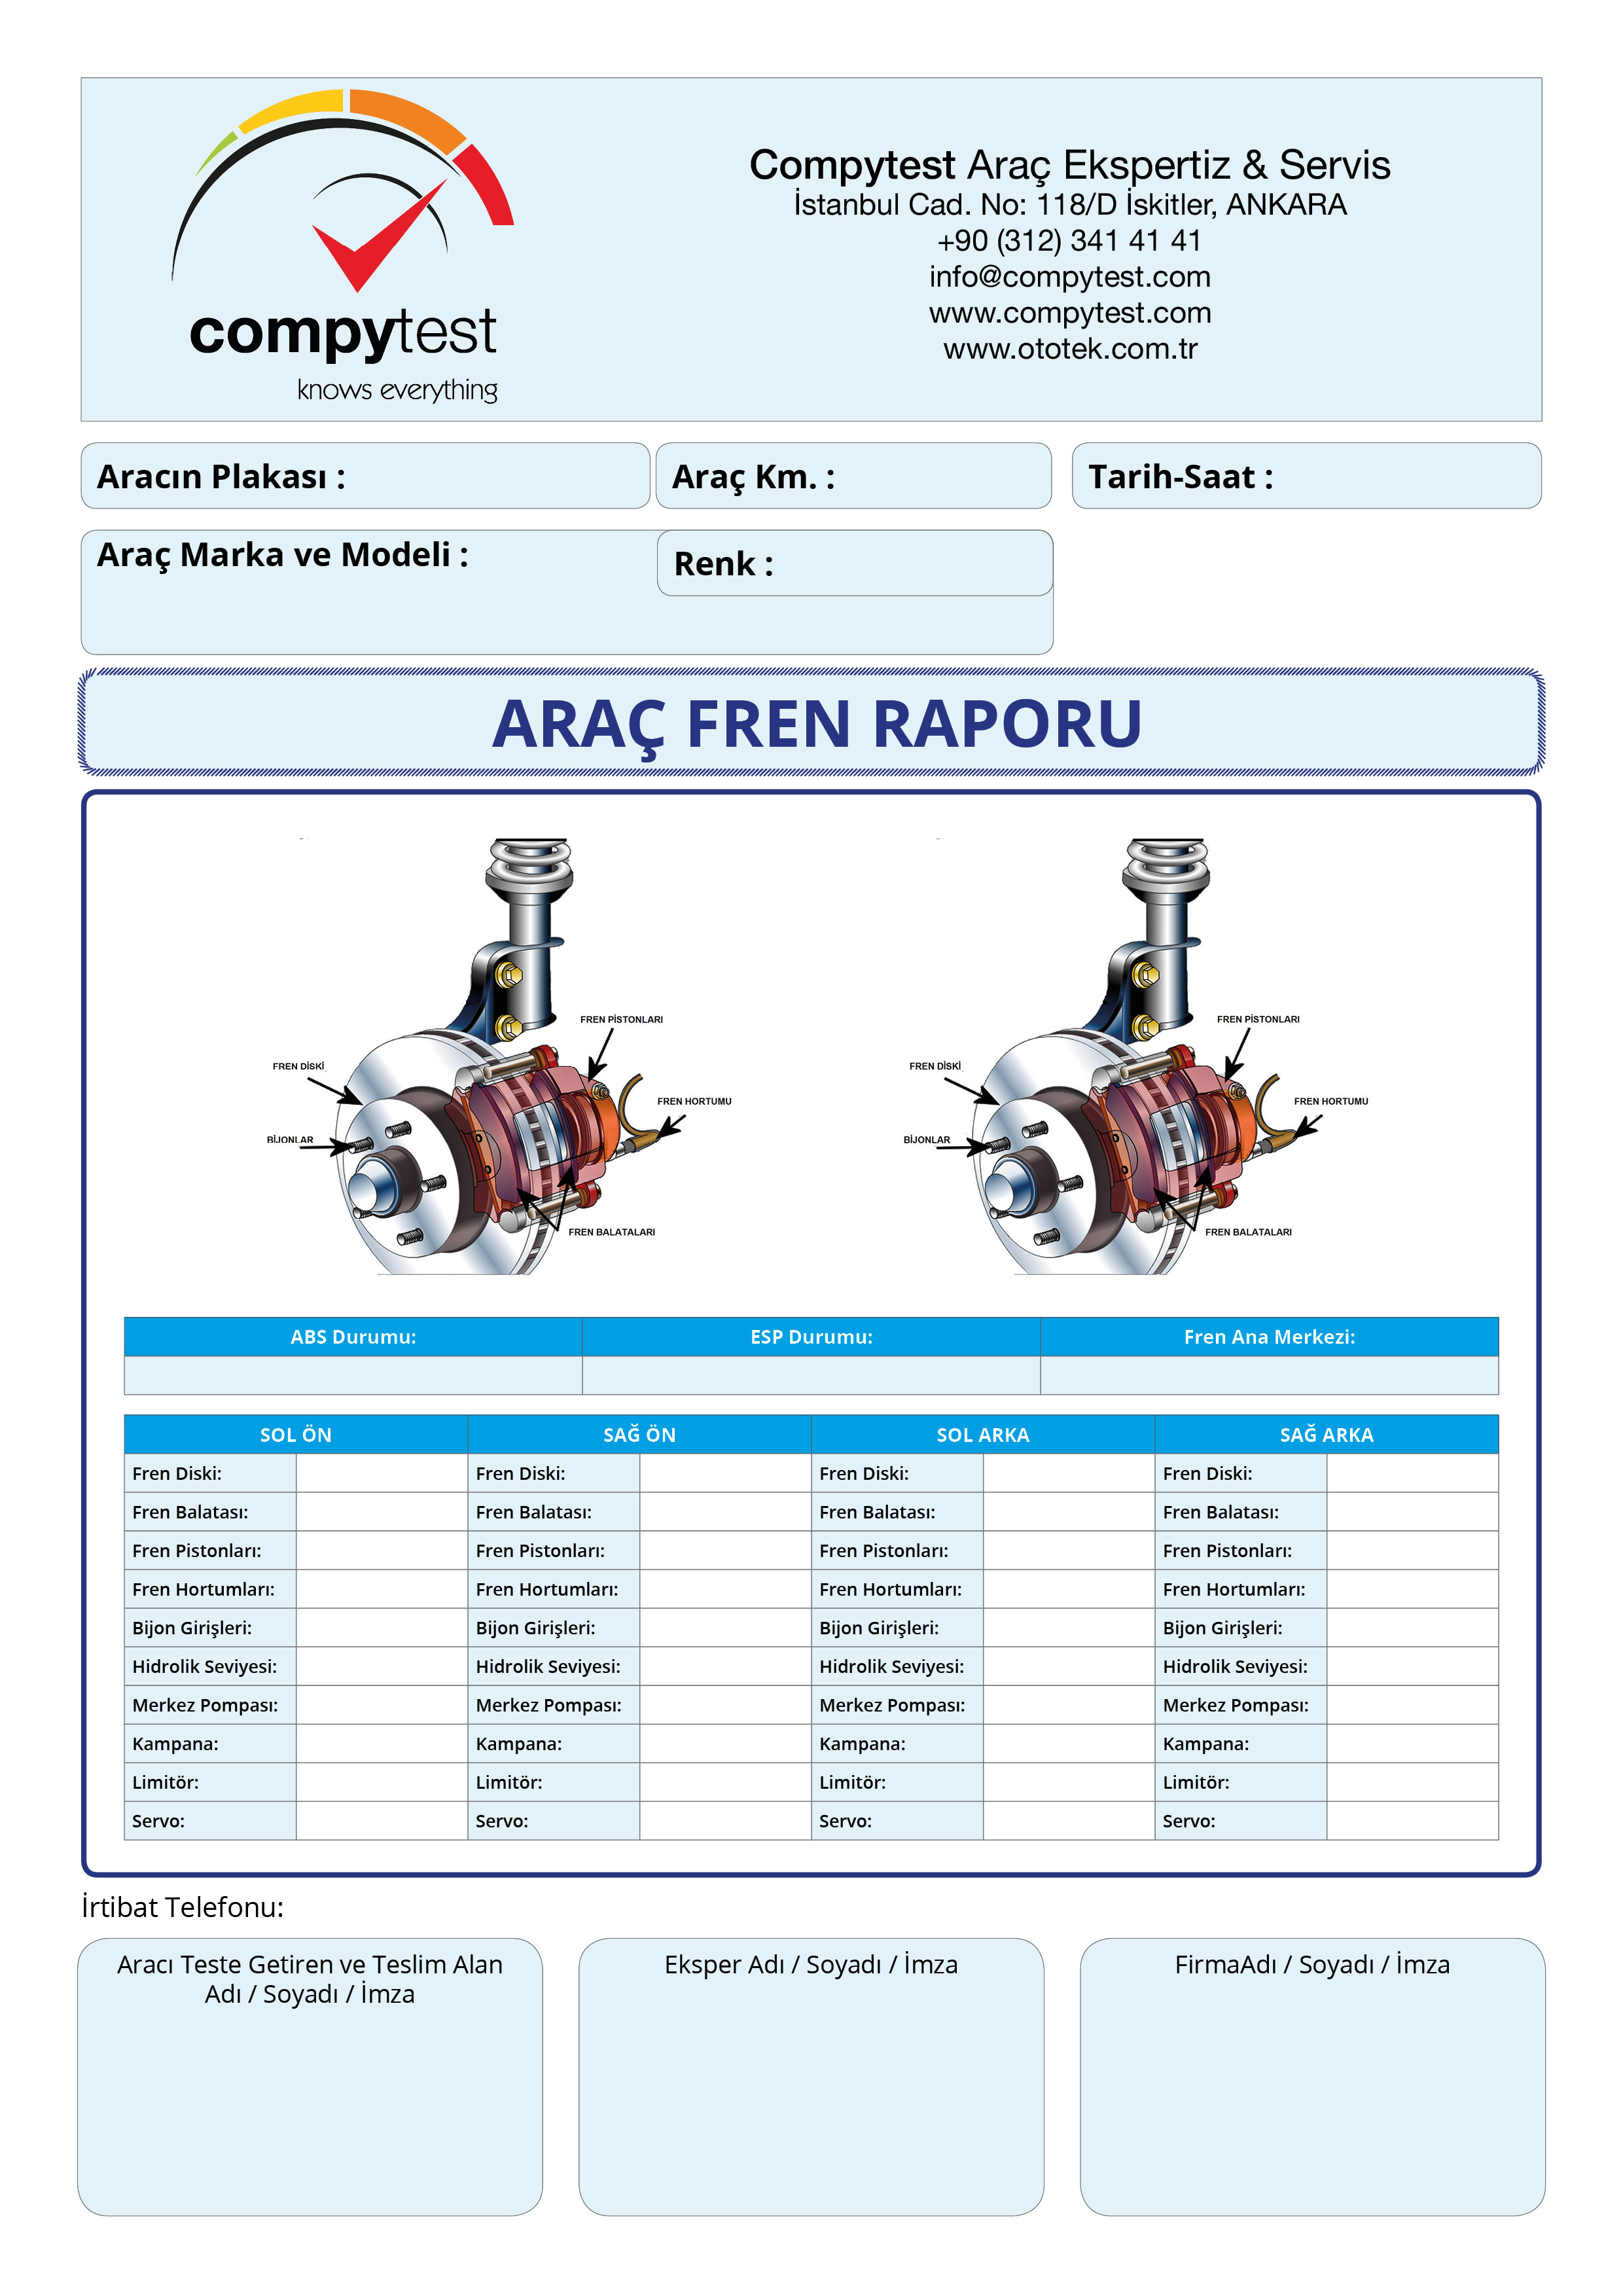 compytest
knows everything
Compytest Araç Ekspertiz & Servis
İstanbul Cad. No: 118/D İskitler, ANKARA
+90 (312) 341 41 41
info@compytest.com
www.compytest.com
www.ototek.com.tr
Aracın Plakası :
Araç Km. :
Tarih-Saat :
Araç Marka ve Modeli :
Renk :
ARAÇ FREN RAPORU
FREN PİSTONLARI
FREN DİSKİ
FREN HORTUMU
BİJONLAR
FREN BALATALARI
FREN PİSTONLARI
FREN DİSKİ
FREN HORTUMU
BİJONLAR
FREN BALATALARI
ABS Durumu: ESP Durumu: Fren Ana Merkezi:
SOL ÖN SAĞ ÖN SOL ARKA SAĞ ARKA
Fren Diski: Fren Diski: Fren Diski: Fren Diski:
Fren Balatası: Fren Balatası: Fren Balatası: Fren Balatası:
Fren Pistonları: Fren Pistonları: Fren Pistonları: Fren Pistonları:
Fren Hortumları: Fren Hortumları: Fren Hortumları: Fren Hortumları:
Bijon Girişleri: Bijon Girişleri: Bijon Girişleri: Bijon Girişleri:
Hidrolik Seviyesi: Hidrolik Seviyesi: Hidrolik Seviyesi: Hidrolik Seviyesi:
Merkez Pompası: Merkez Pompası: Merkez Pompası: Merkez Pompası:
Kampana: Kampana: Kampana: Kampana:
Limitör: Limitör: Limitör: Limitör:
Servo: Servo: Servo: Servo:
İrtibat Telefonu:
Aracı Teste Getiren ve Teslim Alan
Adı / Soyadı / İmza
Eksper Adı / Soyadı / İmza
FirmaAdı / Soyadı / İmza